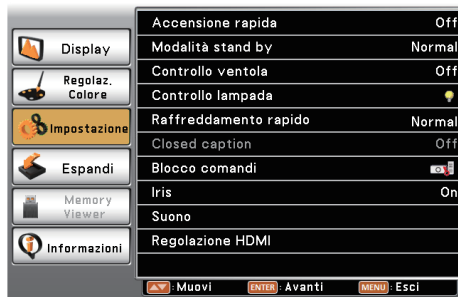 Display
Regolaz.
Colore
Impostazione
Espandi
Memory
Viewer
Informazioni
Accensione rapida Off
Modalità stand by Normal
Controllo ventola Off
Controllo lampada
Raffreddamento rapido Normal
Closed caption Off
Blocco comandi
Iris On
Suono
Regolazione HDMI
: Muovi ENTER : Avanti MENU : Esci